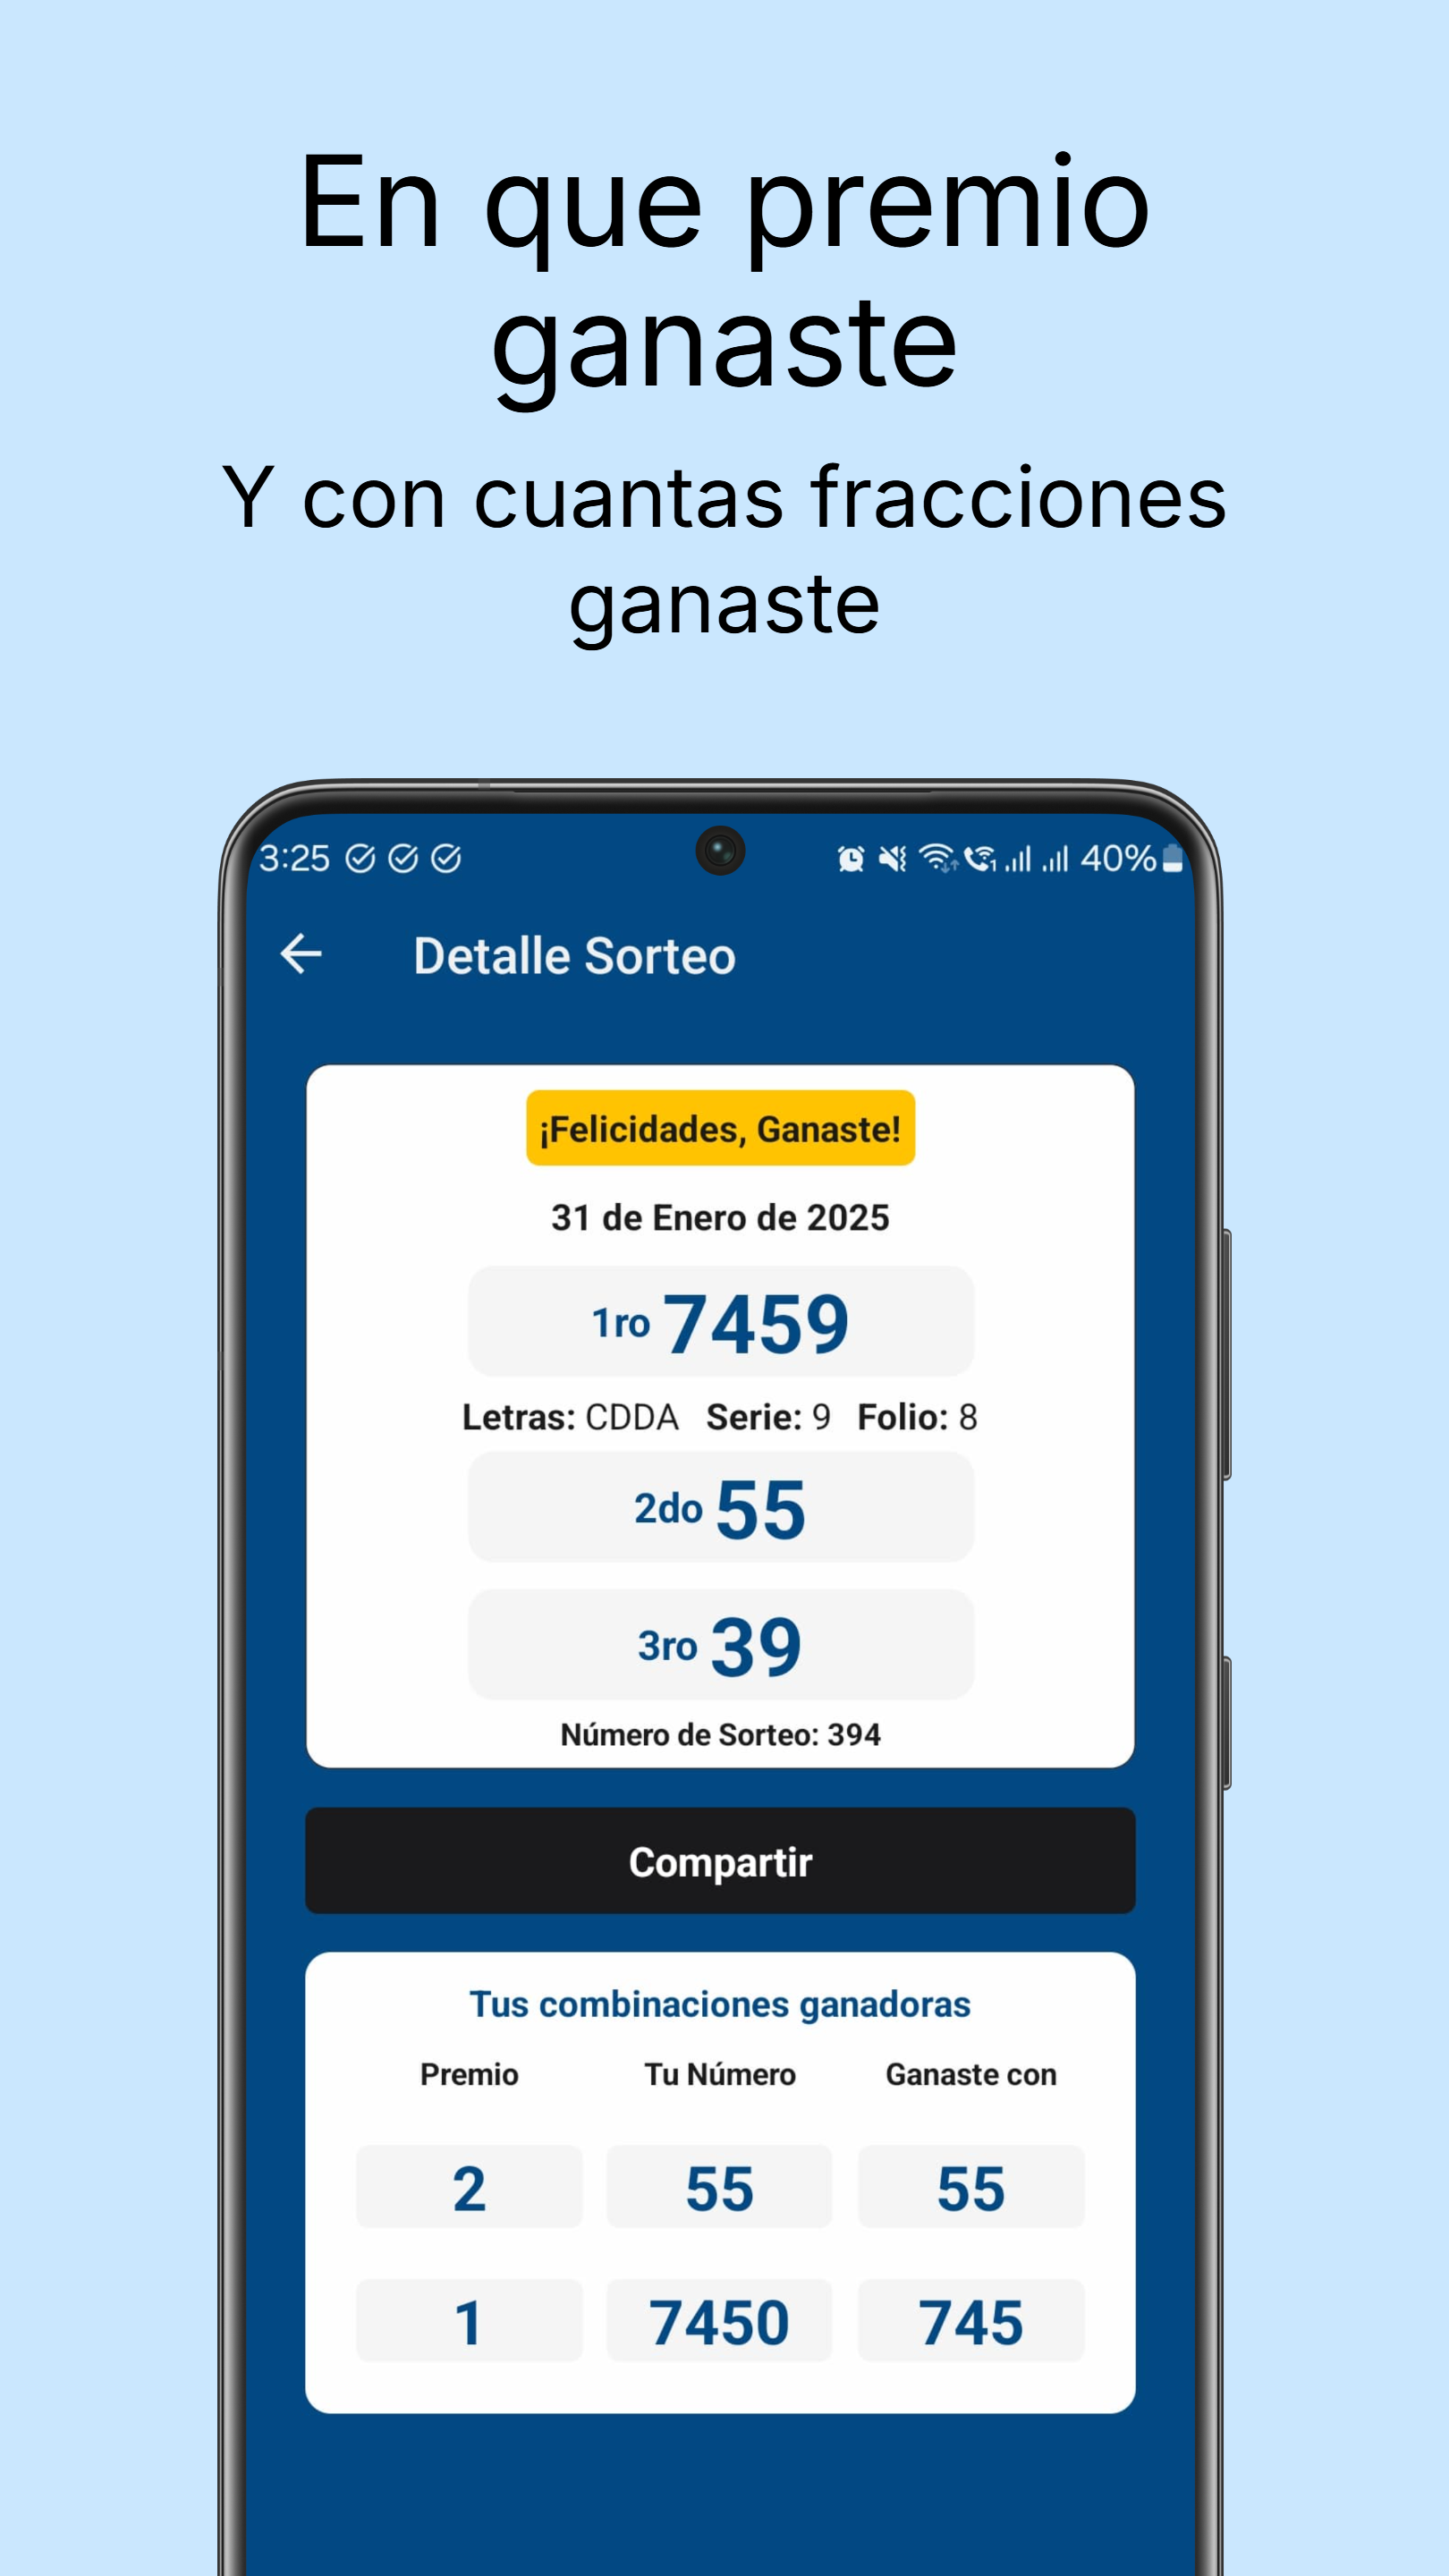 En que premio
ganaste
Y con cuantas fracciones
ganaste
3:25 40%
Detalle Sorteo
¡Felicidades, Ganaste!
31 de Enero de 2025
1ro 7459
Letras: CDDA Serie: 9 Folio: 8
2do 55
3ro 39
Número de Sorteo: 394
Compartir
Tus combinaciones ganadoras
Premio Tu Número Ganaste con
2 55 55
1 7450 745